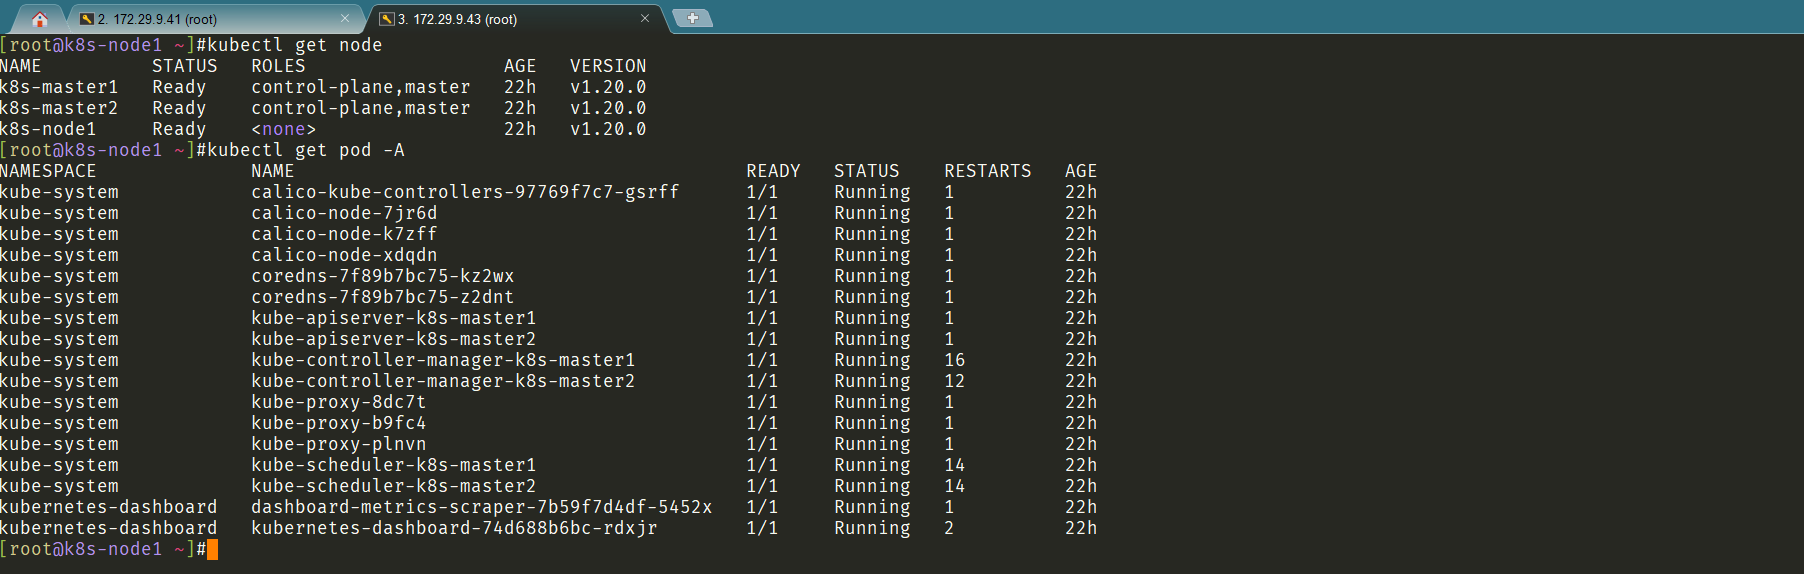 2. 172.29.9.41 (root)
3. 172.29.9.43 (root)
[root@k8s-node1 ~]#kubectl get node
NAME STATUS ROLES AGE VERSION
k8s-master1 Ready control-plane,master 22h v1.20.0
k8s-master2 Ready control-plane,master 22h v1.20.0
k8s-node1 Ready <none> 22h v1.20.0
[root@k8s-node1 ~]#kubectl get pod -A
NAMESPACE NAME READY STATUS RESTARTS AGE
kube-system calico-kube-controllers-97769f7c7-gsrff 1/1 Running 1 22h
kube-system calico-node-7jr6d 1/1 Running 1 22h
kube-system calico-node-k7zff 1/1 Running 1 22h
kube-system calico-node-xdqdn 1/1 Running 1 22h
kube-system coredns-7f89b7bc75-kz2wx 1/1 Running 1 22h
kube-system coredns-7f89b7bc75-z2dnt 1/1 Running 1 22h
kube-system kube-apiserver-k8s-master1 1/1 Running 1 22h
kube-system kube-apiserver-k8s-master2 1/1 Running 1 22h
kube-system kube-controller-manager-k8s-master1 1/1 Running 16 22h
kube-system kube-controller-manager-k8s-master2 1/1 Running 12 22h
kube-system kube-proxy-8dc7t 1/1 Running 1 22h
kube-system kube-proxy-b9fc4 1/1 Running 1 22h
kube-system kube-proxy-plnvn 1/1 Running 1 22h
kube-system kube-scheduler-k8s-master1 1/1 Running 14 22h
kube-system kube-scheduler-k8s-master2 1/1 Running 14 22h
kubernetes-dashboard dashboard-metrics-scraper-7b59f7d4df-5452x 1/1 Running 1 22h
kubernetes-dashboard kubernetes-dashboard-74d688b6bc-rdxjr 1/1 Running 2 22h
[root@k8s-node1 ~]#